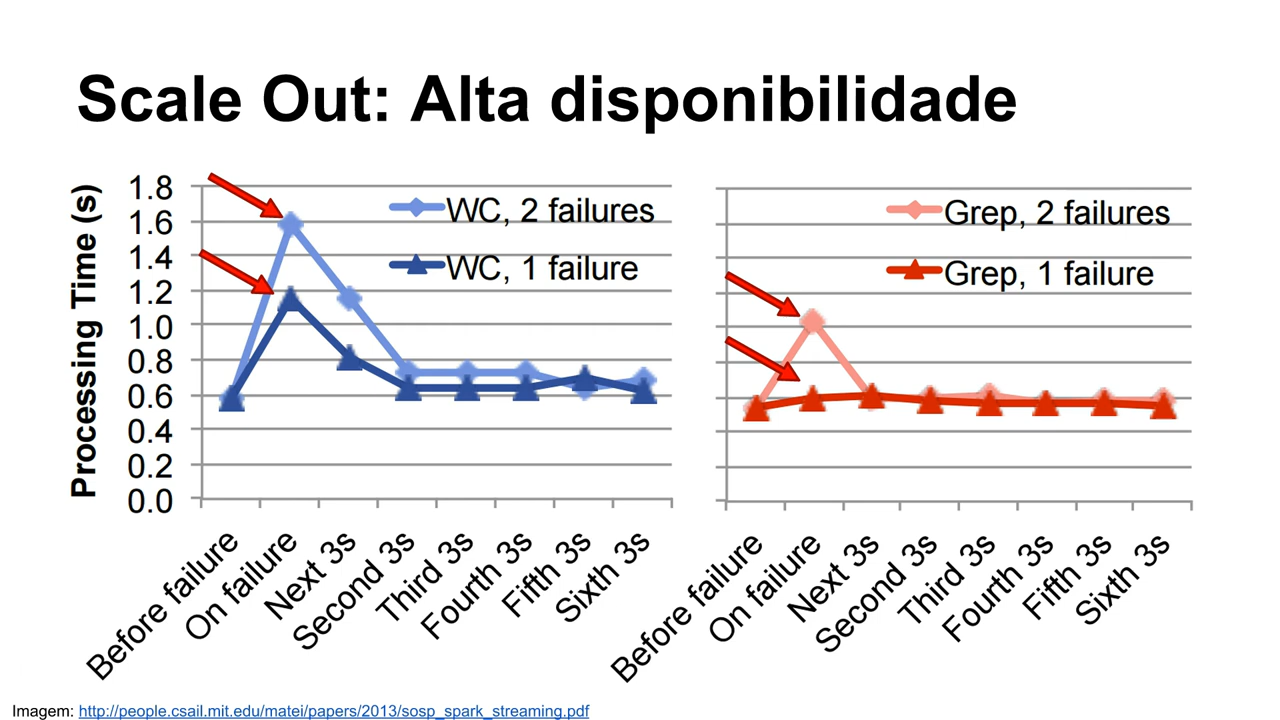 Scale Out: Alta disponibilidade
Processing Time (s)
1.8
1.6
1.4
1.2
1.0
0.8
0.6
0.4
0.2
0.0
WC, 2 failures
WC, 1 failure
Before failure
On failure
Next 3s
Second 3s
Third 3s
Fourth 3s
Fifth 3s
Sixth 3s
Grep, 2 failures
Grep, 1 failure
Before failure
On failure
Next 3s
Second 3s
Third 3s
Fourth 3s
Fifth 3s
Sixth 3s
Imagem: http://people.csail.mit.edu/matei/papers/2013/sosp_spark_streaming.pdf